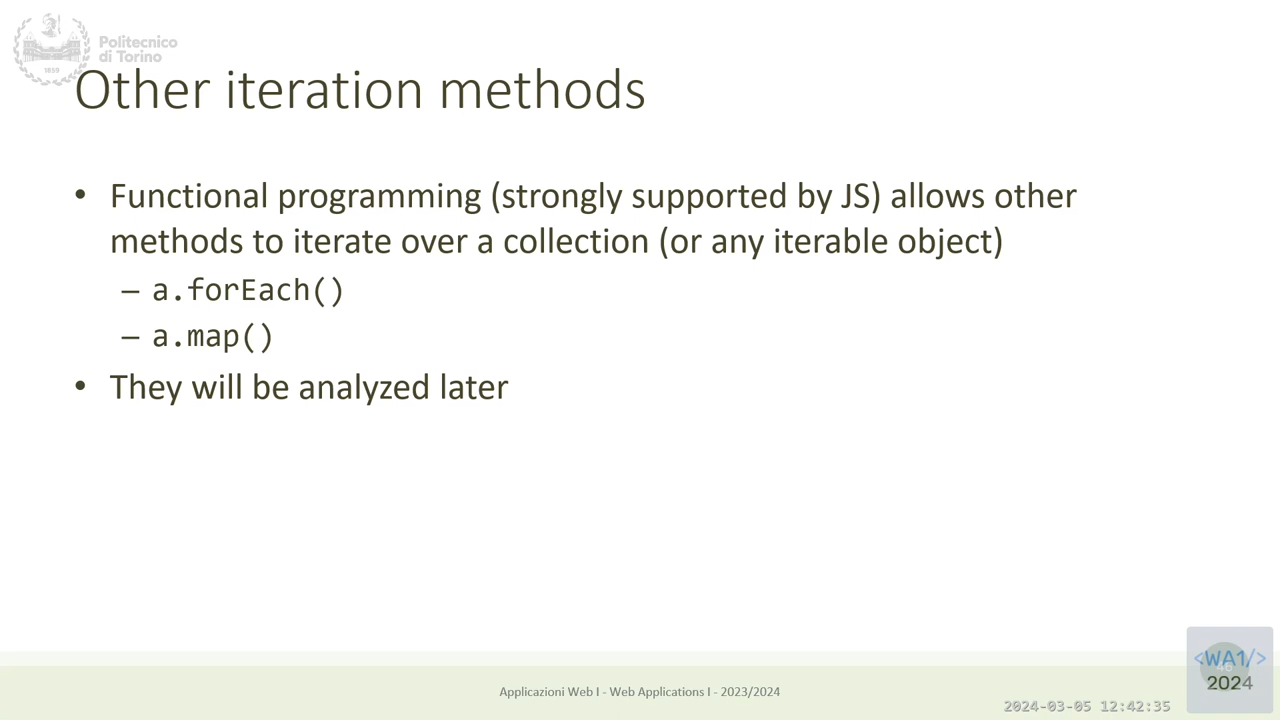 Politecnico
di Torino
1859
Other iteration methods
• Functional programming (strongly supported by JS) allows other
methods to iterate over a collection (or any iterable object)
– a.forEach()
– a.map()
• They will be analyzed later
Applicazioni Web I - Web Applications I - 2023/2024
<WA1/>
2024
2024-03-05 12:42:35